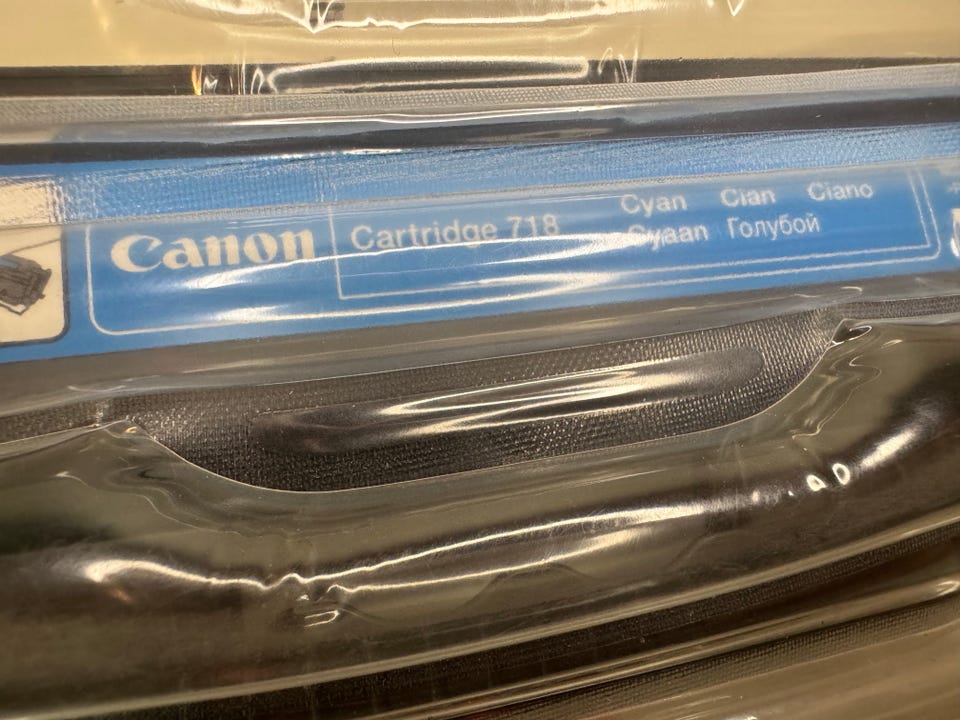 Canon
Cartridge 718
Cyan Cian Ciano
Cyaan Голубой